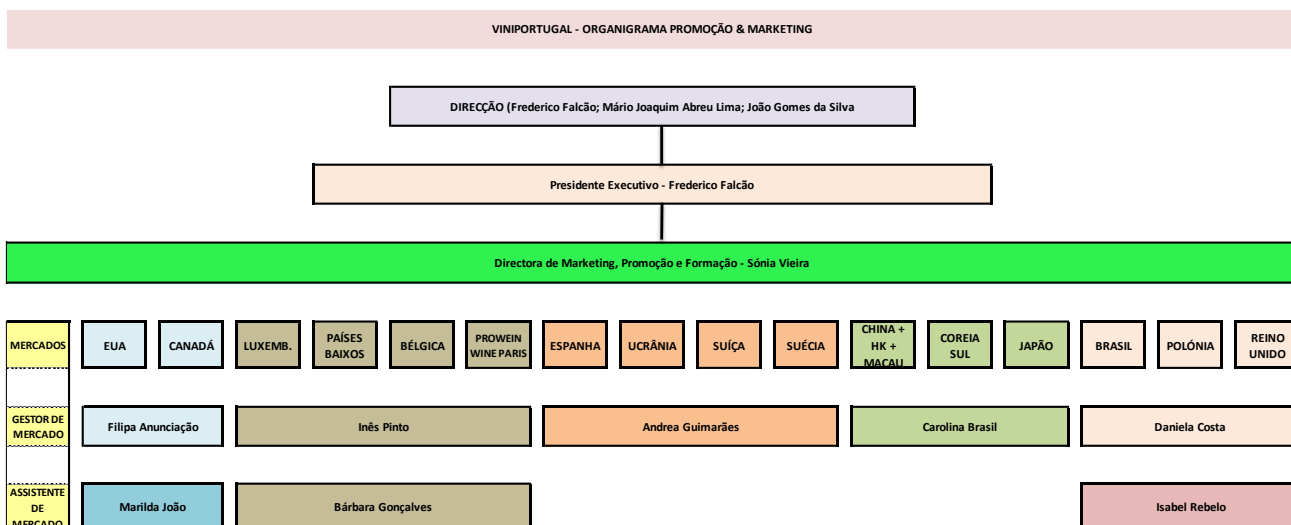 VINIPORTUGAL - ORGANIGRAMA PROMOÇÃO & MARKETING
DIRECÇÃO (Frederico Falcão; Mário Joaquim Abreu Lima; João Gomes da Silva
Presidente Executivo - Frederico Falcão
Directora de Marketing, Promoção e Formação - Sónia Vieira
MERCADOS
EUA
CANADÁ
LUXEMB.
PAÍSES
BAIXOS
BÉLGICA
PROWEIN
WINE PARIS
ESPANHA
UCRÂNIA
SUÍÇA
SUÉCIA
CHINA +
HK +
MACAU
COREIA
SUL
JAPÃO
BRASIL
POLÓNIA
REINO
UNIDO
GESTOR DE
MERCADO
Filipa Anunciação
Inês Pinto
Andrea Guimarães
Carolina Brasil
Daniela Costa
ASSISTENTE
DE
MERCADO
Marilda João
Bárbara Gonçalves
Isabel Rebelo